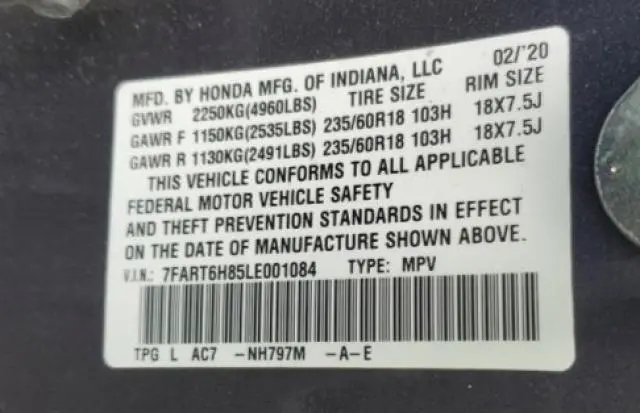 MFD. BY HONDA MFG. OF INDIANA, LLC 02/'20
GVWR 2250KG(4960LBS) TIRE SIZE RIM SIZE
GAWR F 1150KG(2535LBS) 235/60R18 103H 18X7.5J
GAWR R 1130KG(2491LBS) 235/60R18 103H 18X7.5J
THIS VEHICLE CONFORMS TO ALL APPLICABLE
FEDERAL MOTOR VEHICLE SAFETY
AND THEFT PREVENTION STANDARDS IN EFFECT
ON THE DATE OF MANUFACTURE SHOWN ABOVE.
V.I.N.: 7FART6H85LE001084 TYPE: MPV
TPG L AC7 -NH797M -A-E